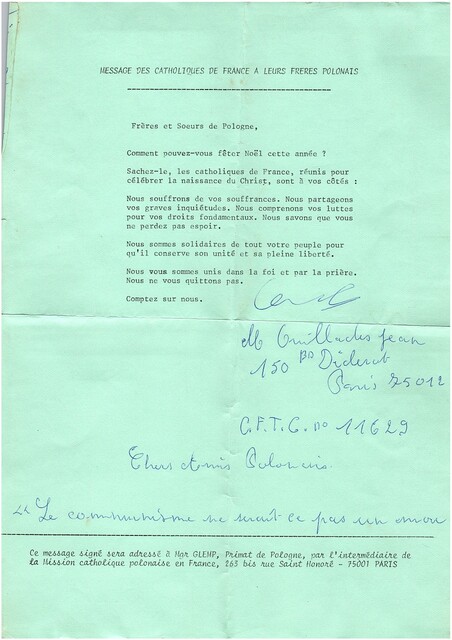 MESSAGE DES CATHOLIQUES DE FRANCE A LEURS FRERES POLONAIS
Frères et Soeurs de Pologne,
Comment pouvez-vous fêter Noël cette année ?
Sachez-le, les catholiques de France, réunis pour
célébrer la naissance du Christ, sont à vos côtés :
Nous souffrons de vos souffrances. Nous partageons
vos graves inquiétudes. Nous comprenons vos luttes
pour vos droits fondamentaux. Nous savons que vous
ne perdez pas espoir.
Nous sommes solidaires de tout votre peuple pour
qu'il conserve son unité et sa pleine liberté.
Nous vous sommes unis dans la foi et par la prière.
Nous ne vous quittons pas.
Comptez sur nous.
Jean
150 BD Diderot
Paris 75012
C.F.T.C. no 11629
Chers Amis Polonais.
"Le communisme ne serait ce pas un
Ce message signé sera adressé à Mgr GLEMP, Primat de Pologne, par l'intermédiaire de
la Mission catholique polonaise en France, 263 bis rue Saint Honoré - 75001 PARIS